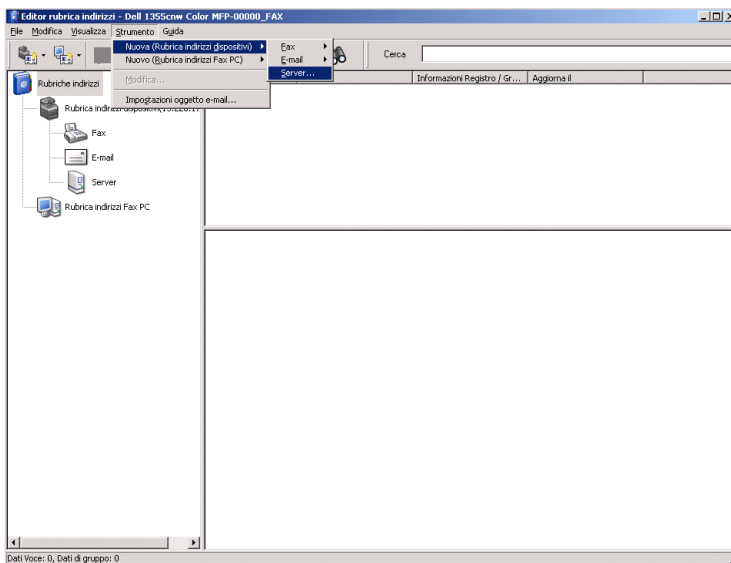 Editor rubrica indirizzi - Dell 1355cnw Color MFP-00000_FAX
File Modifica Visualizza Strumento Guida
Nuova (Rubrica indirizzi dispositivi)
Nuovo (Rubrica indirizzi Fax PC)
Modifica...
Impostazioni oggetto e-mail...
Fax
E-mail
Server...
Cerca
Informazioni Registro / Gr... Aggiorna il
Rubriche indirizzi
Rubrica indirizzi
Fax
E-mail
Server
Rubrica indirizzi Fax PC
Dati Voce: 0, Dati di gruppo: 0